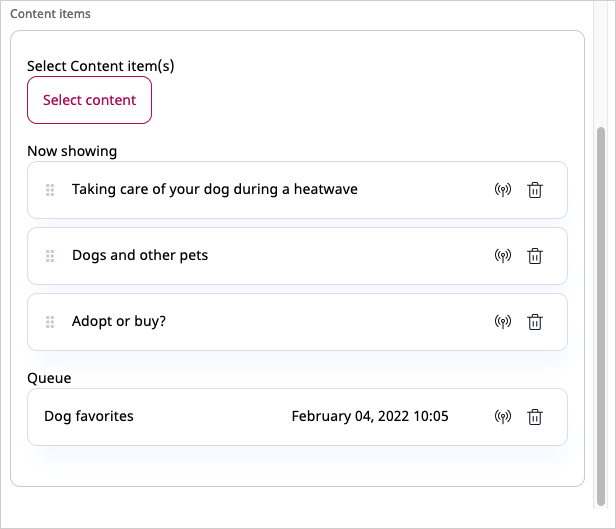 Content items
Select Content item(s)
Select content
Now showing
Taking care of your dog during a heatwave
Dogs and other pets
Adopt or buy?
Queue
Dog favorites February 04, 2022 10:05